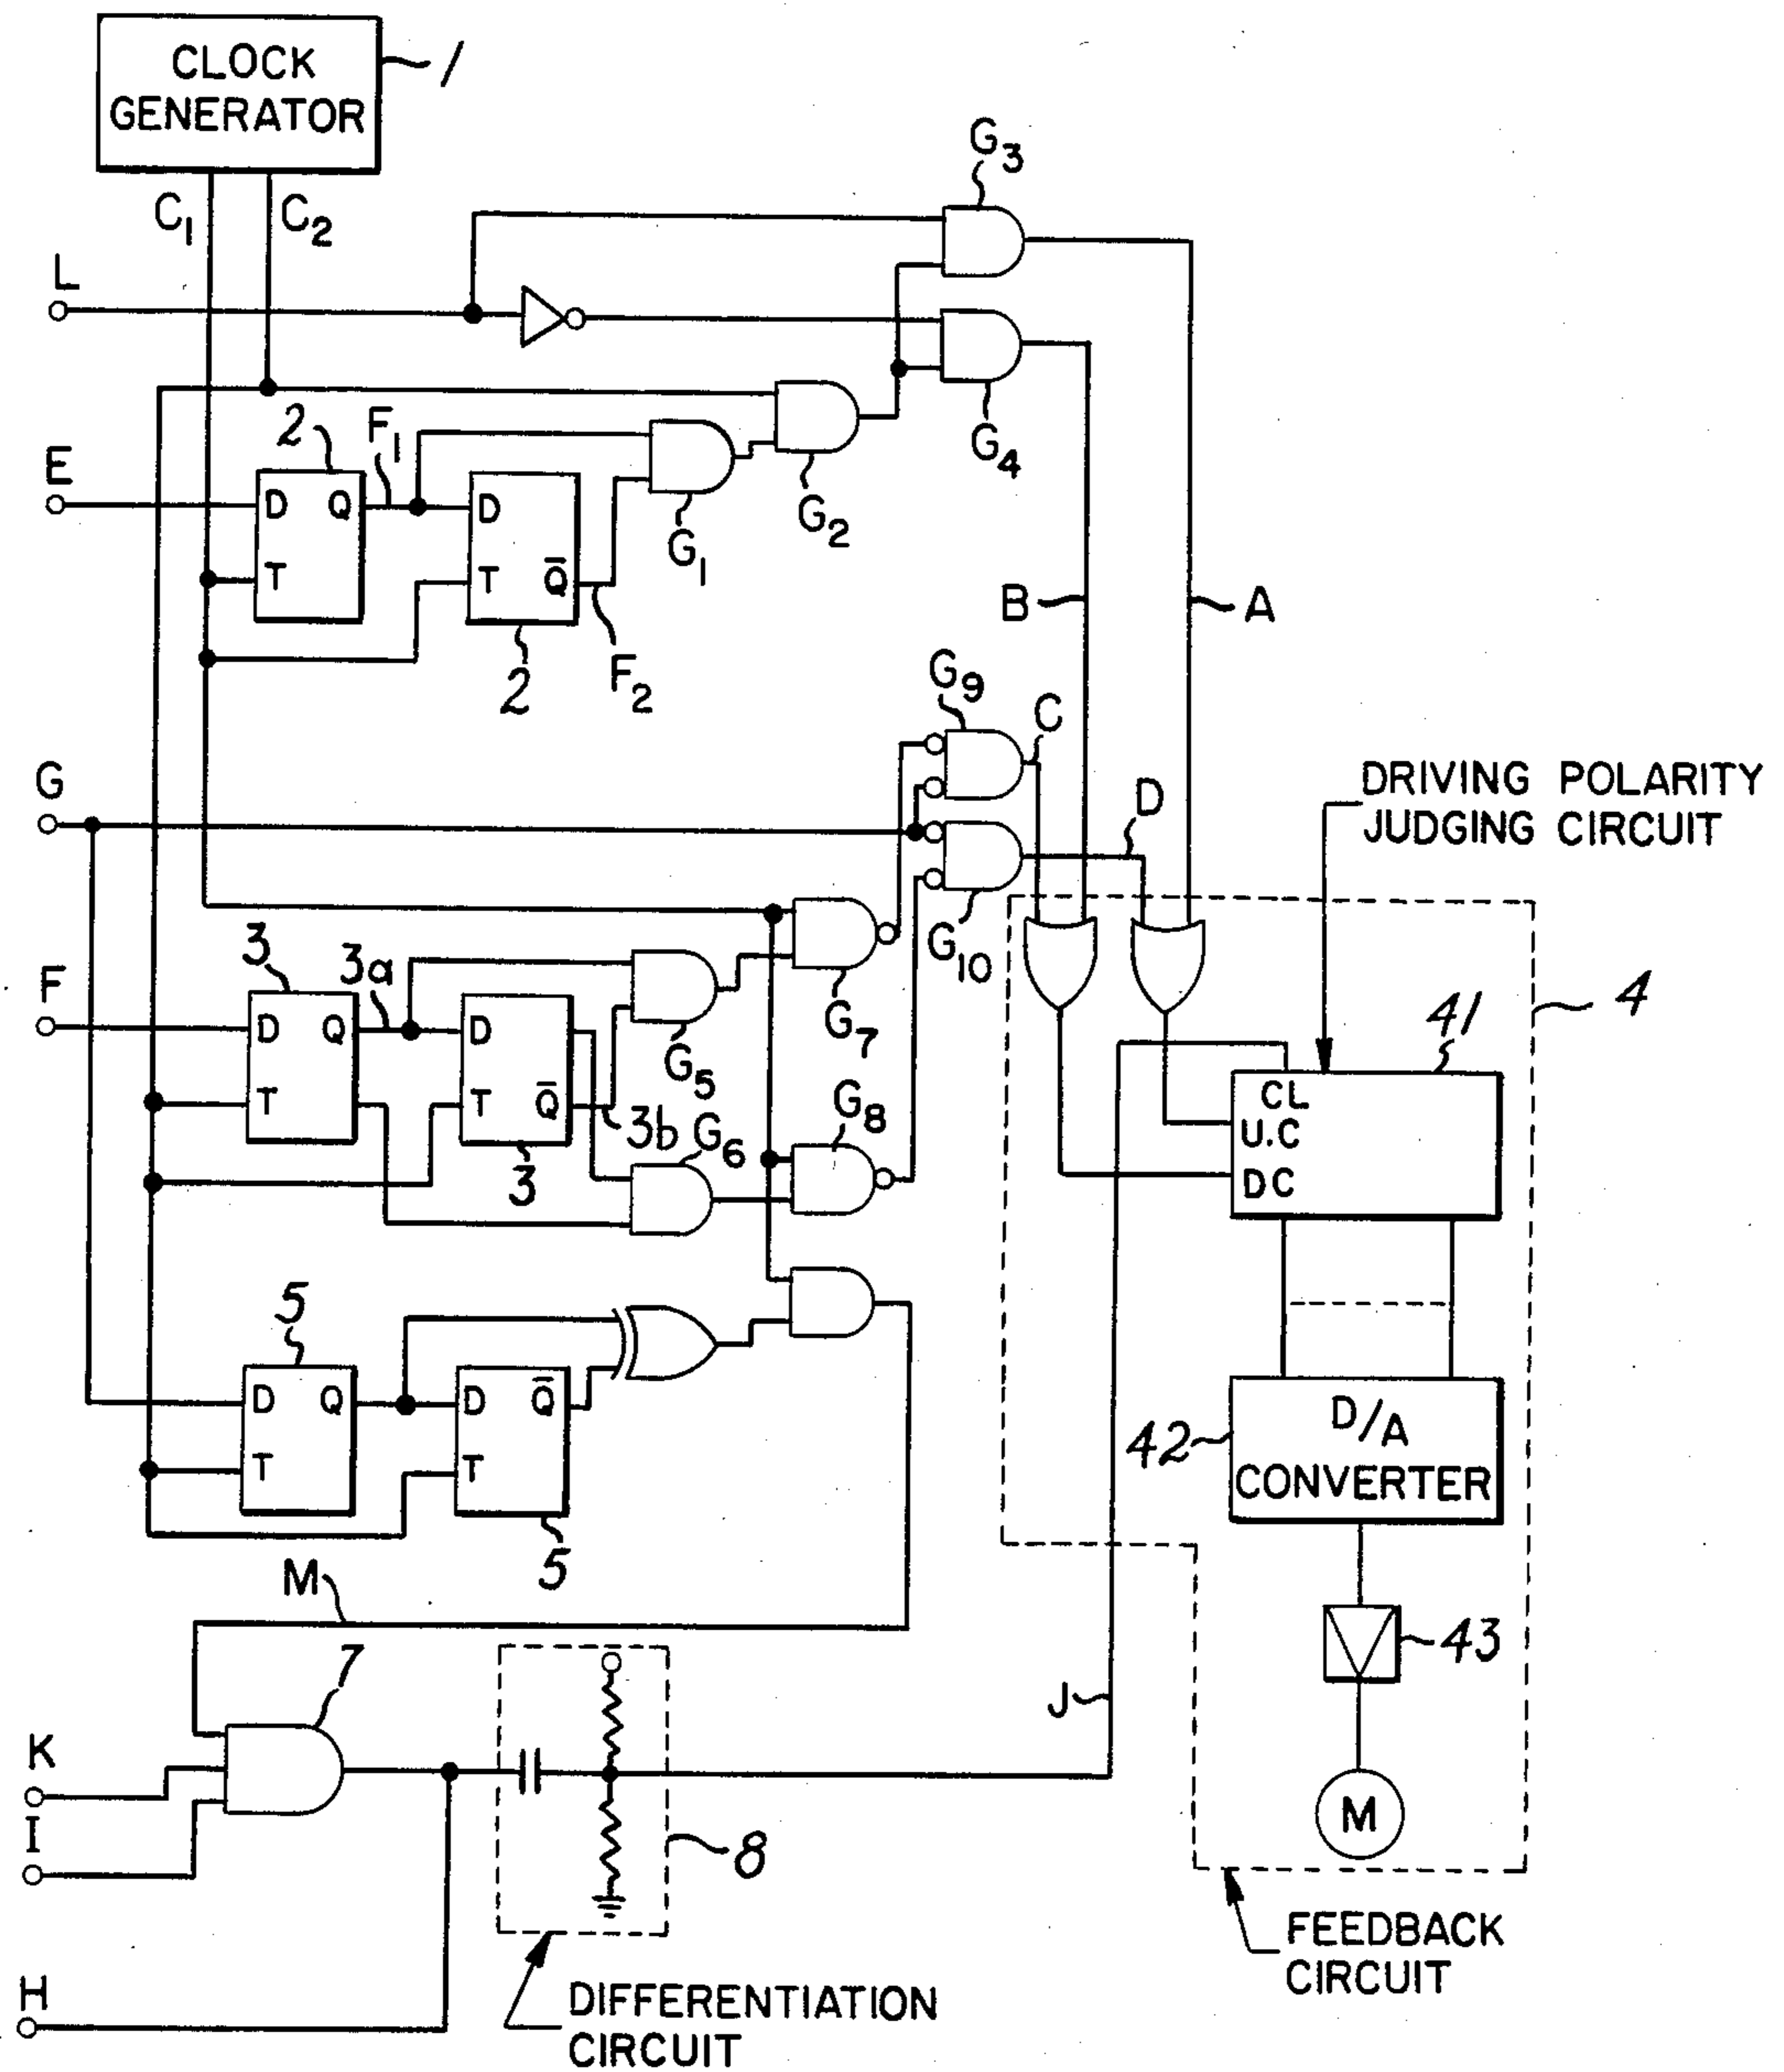 CLOCK
GENERATOR
1
C1
C2
G3
L
G4
2
F1
E
D
Q
T
D
T
Q̅
G1
G2
2
F2
B
A
G9
C
G
D
DRIVING POLARITY
JUDGING CIRCUIT
G10
3
3a
F
D
Q
T
D
T
Q̅
G5
G7
4
41
3b
G6
G8
3
CL
U.C
DC
5
D
Q
T
D
Q̅
T
5
42
D/A
CONVERTER
M
43
7
J
K
I
8
M
H
DIFFERENTIATION
CIRCUIT
FEEDBACK
CIRCUIT